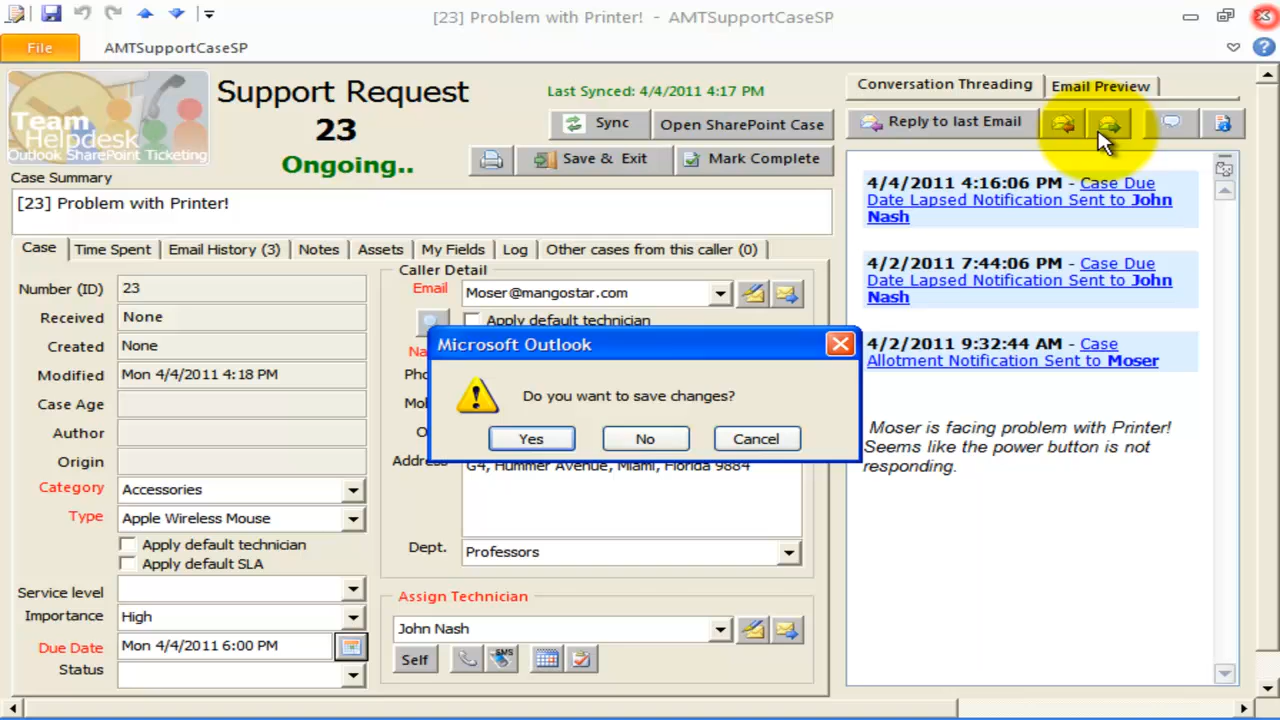 [23] Problem with Printer! - AMTSupportCaseSP
File
AMTSupportCaseSP
Team
Helpdesk
Outlook SharePoint Ticketing
Support Request
23
Ongoing..
Last Synced: 4/4/2011 4:17 PM
Sync
Open SharePoint Case
Save & Exit
Mark Complete
Case Summary
[23] Problem with Printer!
Case
Time Spent
Email History (3)
Notes
Assets
My Fields
Log
Other cases from this caller (0)
Number (ID)
23
Received
None
Created
None
Modified
Mon 4/4/2011 4:18 PM
Case Age
Author
Origin
Category
Accessories
Type
Apple Wireless Mouse
Apply default technician
Apply default SLA
Service level
Importance
High
Due Date
Mon 4/4/2011 6:00 PM
Status
Caller Detail
Email
Moser@mangostar.com
Apply default technician
Na
Pho
Mol
O
Address
G4, Hummer Avenue, Miami, Florida 9884
Dept.
Professors
Assign Technician
John Nash
Self
SMS
Microsoft Outlook
Do you want to save changes?
Yes
No
Cancel
Conversation Threading
Email Preview
Reply to last Email
4/4/2011 4:16:06 PM - Case Due
Date Lapsed Notification Sent to John
Nash
4/2/2011 7:44:06 PM - Case Due
Date Lapsed Notification Sent to John
Nash
4/2/2011 9:32:44 AM - Case
Allotment Notification Sent to Moser
Moser is facing problem with Printer!
Seems like the power button is not
responding.